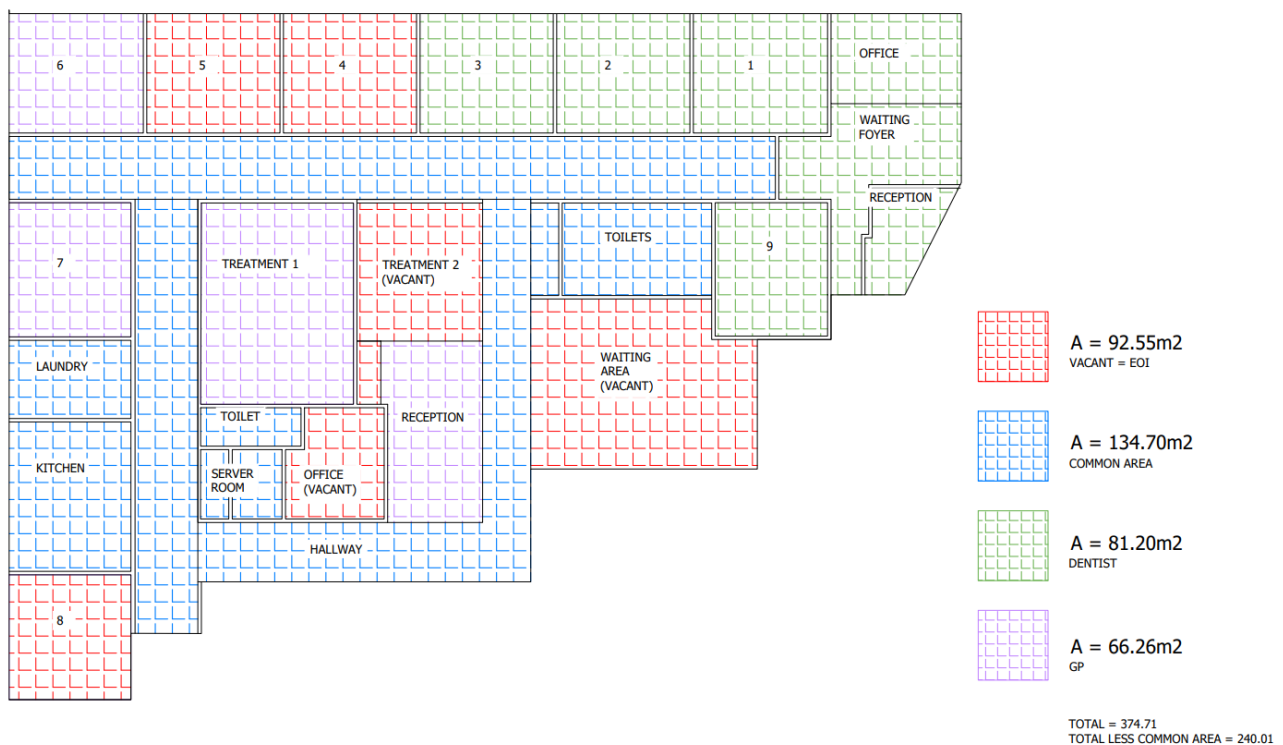 6
5
4
3
2
1
OFFICE
WAITING
FOYER
RECEPTION
7
TREATMENT 1
TREATMENT 2
(VACANT)
TOILETS
9
LAUNDRY
WAITING
AREA
(VACANT)
TOILET
RECEPTION
KITCHEN
SERVER
ROOM
OFFICE
(VACANT)
HALLWAY
8
A = 92.55m2
VACANT = EOI
A = 134.70m2
COMMON AREA
A = 81.20m2
DENTIST
A = 66.26m2
GP
TOTAL = 374.71
TOTAL LESS COMMON AREA = 240.01